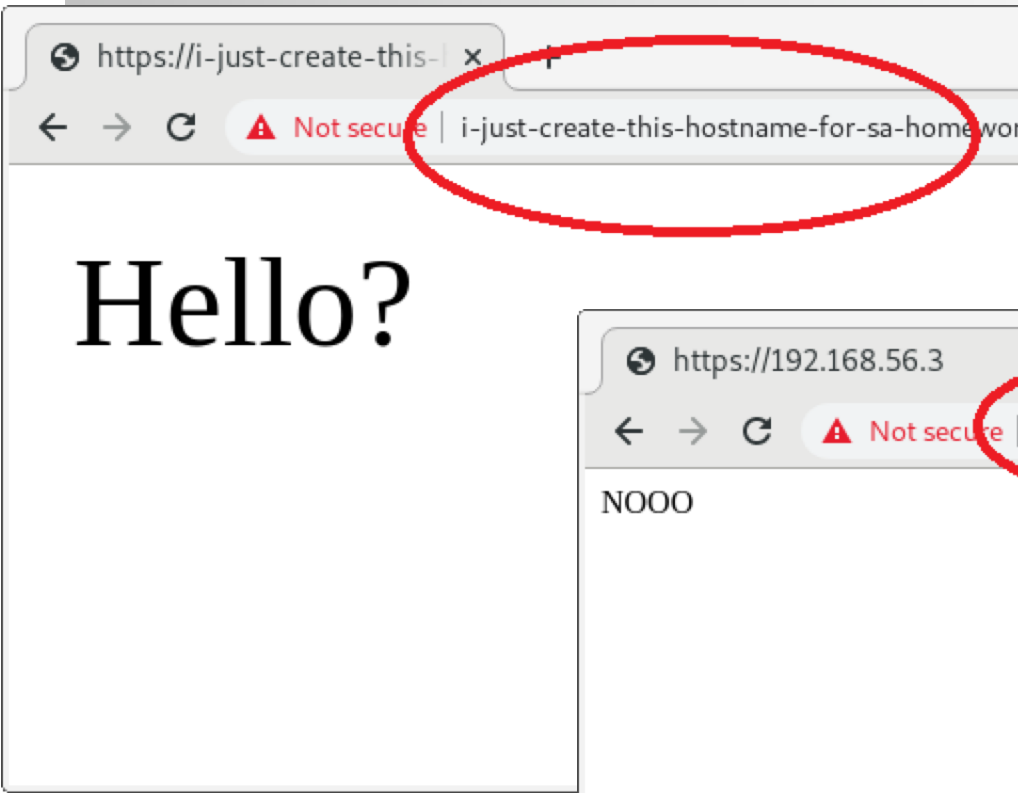 https://i-just-create-this-
Not secure
i-just-create-this-hostname-for-sa-homewor
Hello?
https://192.168.56.3
Not secure
NOOO